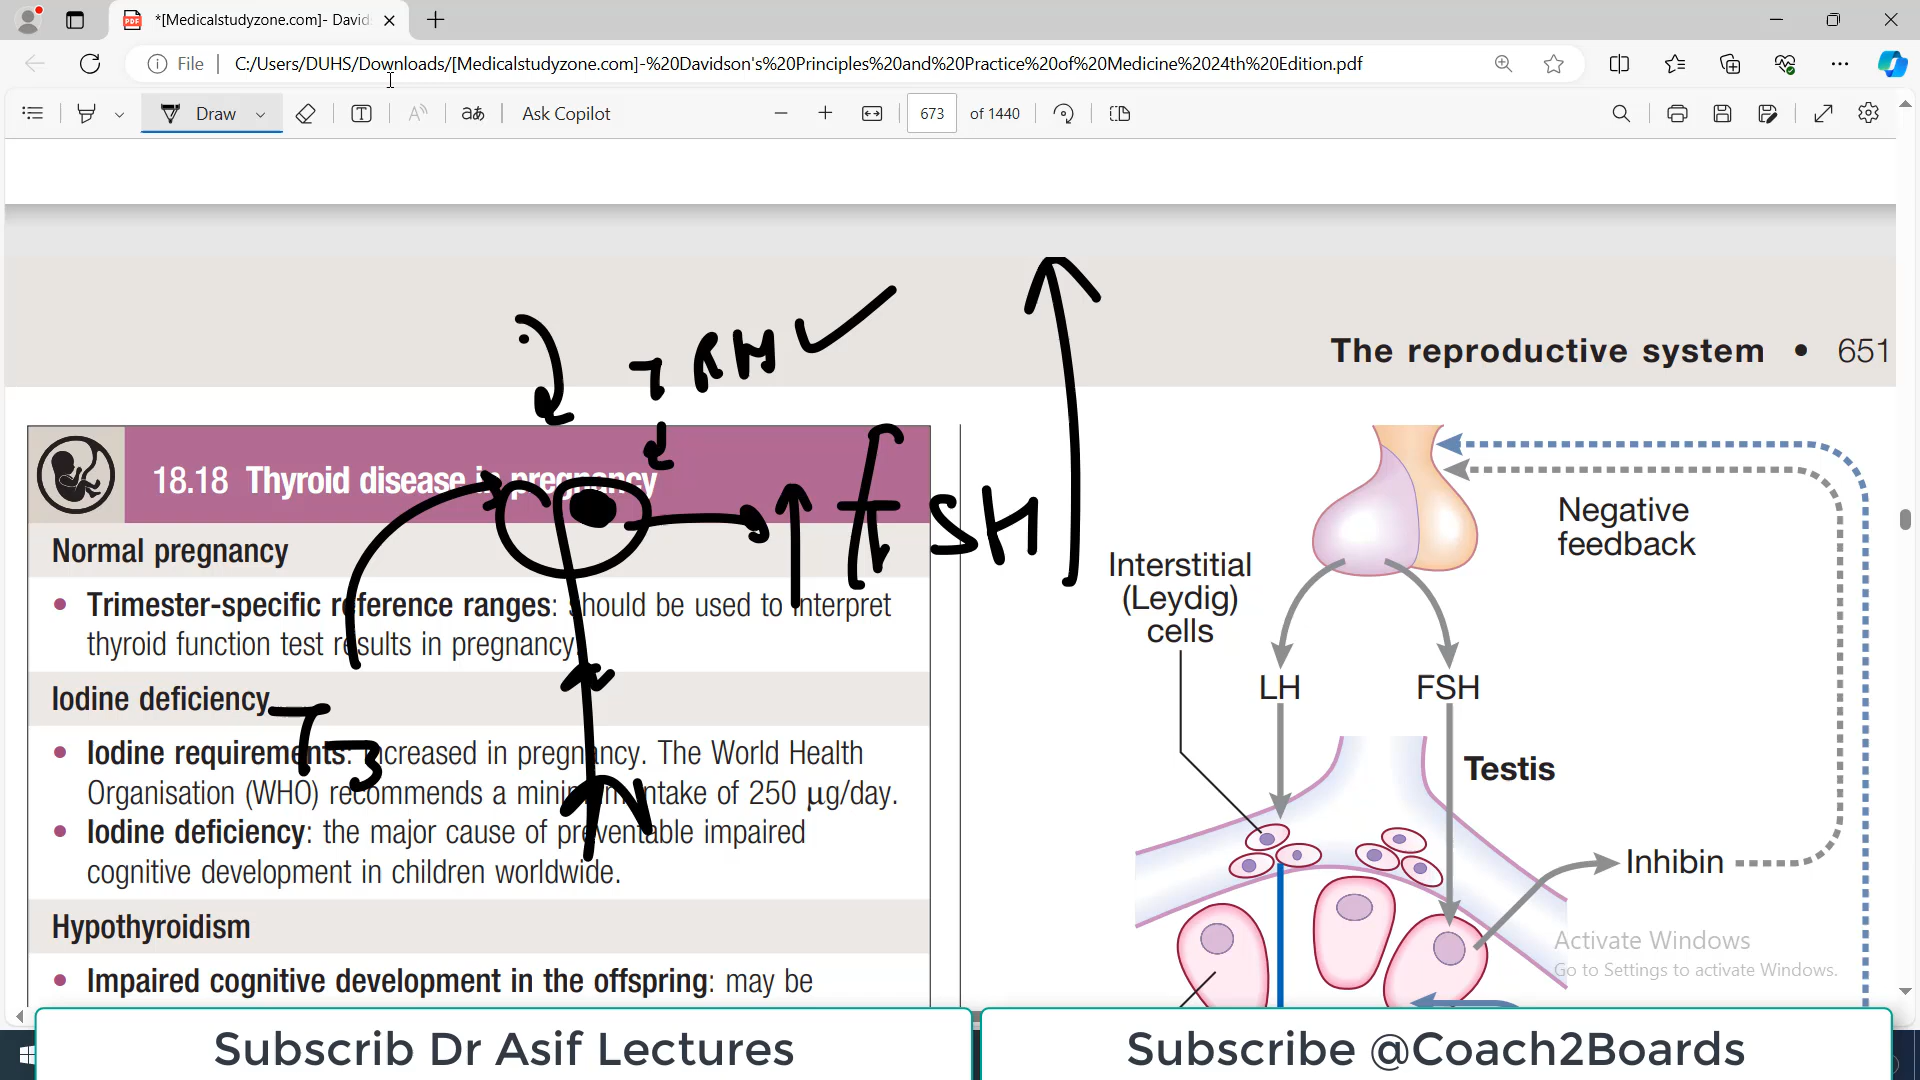 *[Medicalstudyzone.com]- David
File
C:/Users/DUHS/Downloads/[Medicalstudyzone.com]-%20Davidson's%20Principles%20and%20Practice%20of%20Medicine%2024th%20Edition.pdf
Draw
Ask Copilot
673 of 1440
The reproductive system • 651
TRH
TSH
T3
18.18 Thyroid disease in pregnancy
Normal pregnancy
• Trimester-specific reference ranges: should be used to interpret
thyroid function test results in pregnancy.
Iodine deficiency
• Iodine requirements: increased in pregnancy. The World Health
Organisation (WHO) recommends a minimum intake of 250 μg/day.
• Iodine deficiency: the major cause of preventable impaired
cognitive development in children worldwide.
Hypothyroidism
• Impaired cognitive development in the offspring: may be
Negative
feedback
Interstitial
(Leydig)
cells
LH
FSH
Testis
Inhibin
Activate Windows
Go to Settings to activate Windows.
Subscrib Dr Asif Lectures
Subscribe @Coach2Boards